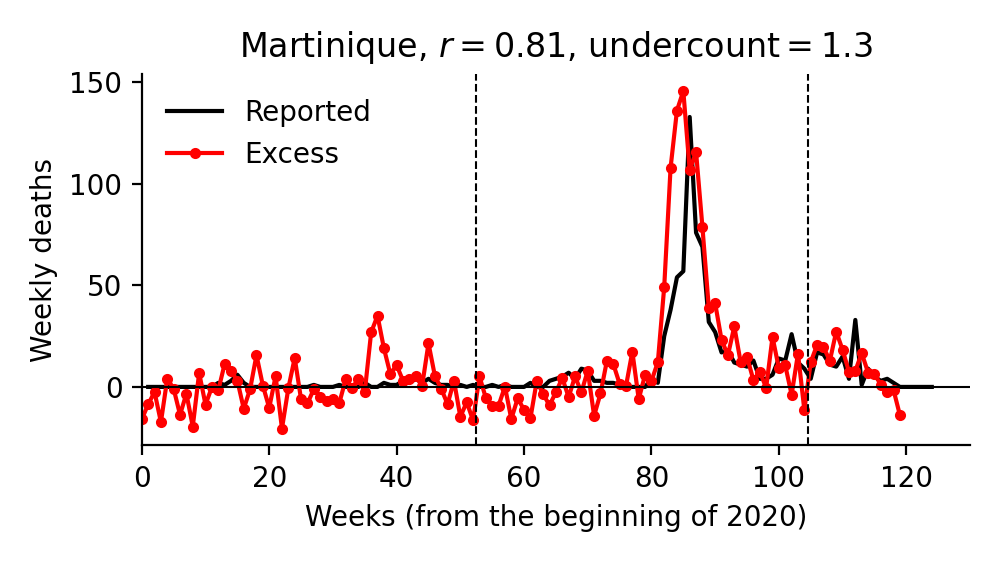 Martinique, r = 0.81, undercount = 1.3
Reported
Excess
Weekly deaths
150
100
50
0
0 20 40 60 80 100 120
Weeks (from the beginning of 2020)